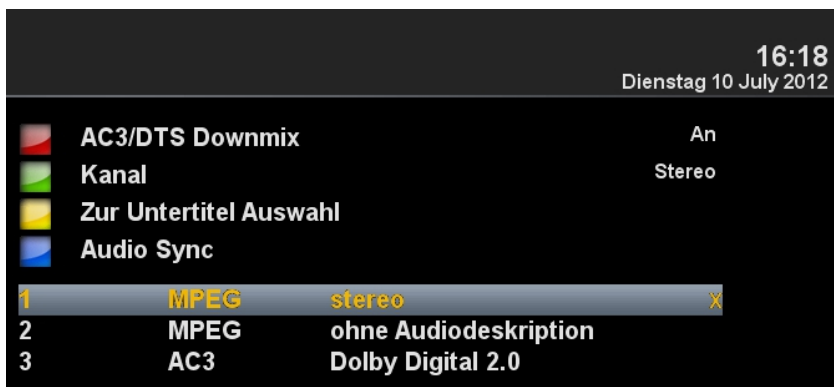 16:18
Dienstag 10 July 2012
AC3/DTS Downmix An
Kanal Stereo
Zur Untertitel Auswahl
Audio Sync
1 MPEG stereo X
2 MPEG ohne Audiodeskription
3 AC3 Dolby Digital 2.0